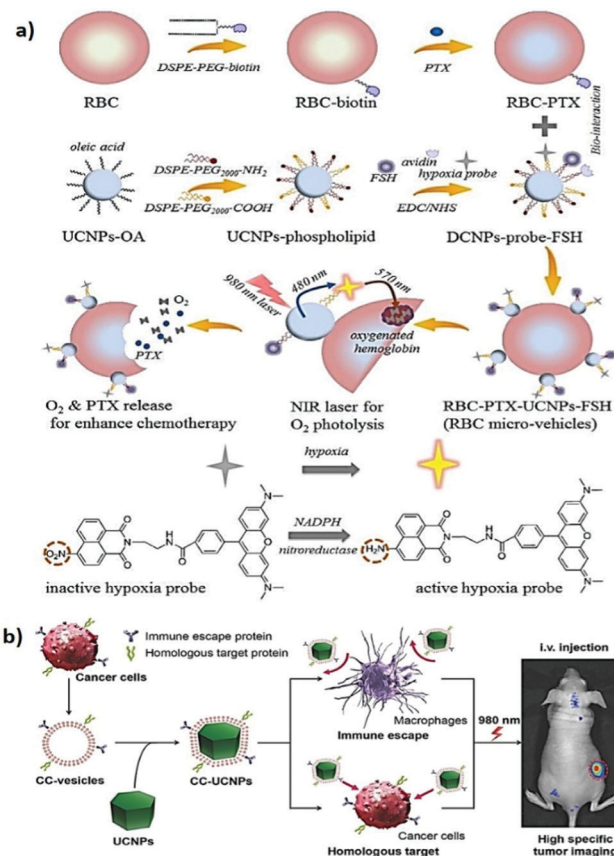 a)
DSPE-PEG-biotin
PTX
RBC
RBC-biotin
RBC-PTX
Bio-interaction
oleic acid
DSPE-PEG2000-NH2
DSPE-PEG2000-COOH
FSH
avidin
hypoxia probe
EDC/NHS
UCNPs-OA
UCNPs-phospholipid
DCNPs-probe-FSH
O2
PTX
980 nm laser
480 nm
570 nm
oxygenated
hemoglobin
O2 & PTX release
for enhance chemotherapy
NIR laser for
O2 photolysis
RBC-PTX-UCNPs-FSH
(RBC micro-vehicles)
hypoxia
NADPH
nitroreductase
O2N
O
N
O
H
N
O
N
O
N
H2N
O
N
O
H
N
O
N
O
N
inactive hypoxia probe
active hypoxia probe
b)
Immune escape protein
Homologous target protein
Cancer cells
CC-vesicles
UCNPs
CC-UCNPs
Macrophages
Immune escape
Cancer cells
Homologous target
980 nm
i.v. injection
High specific
tumor imaging